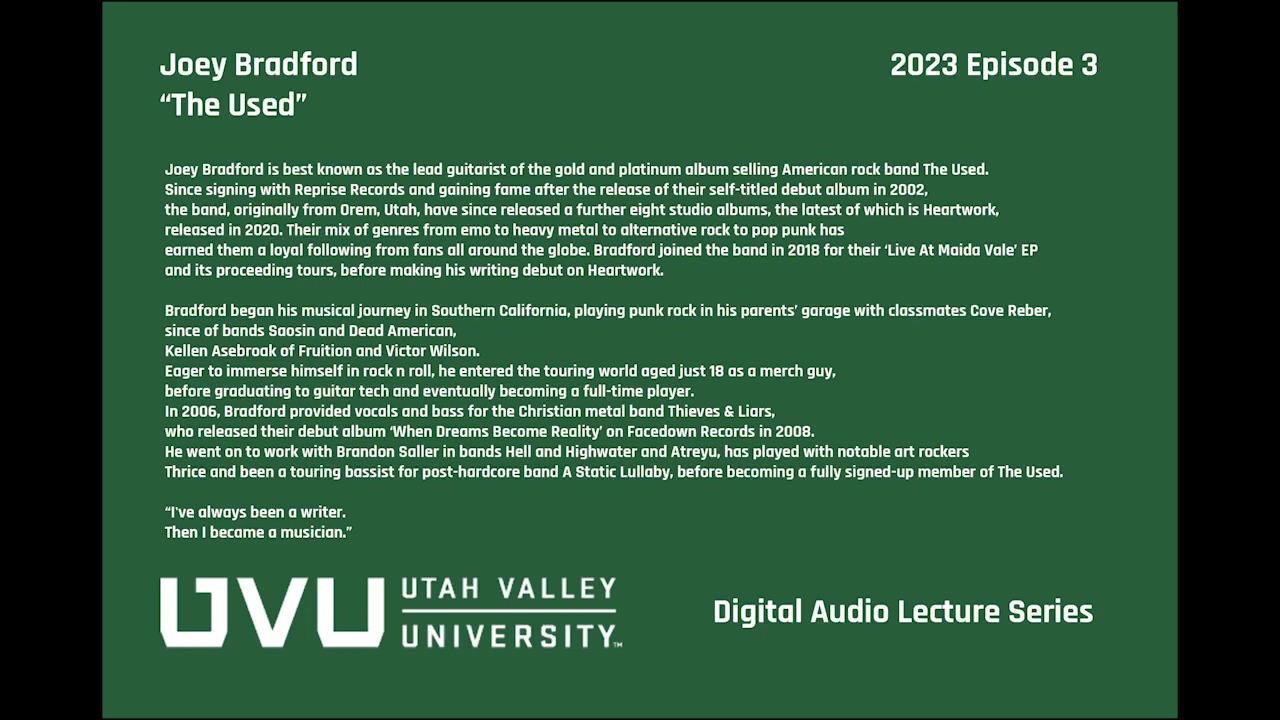 Joey Bradford
2023 Episode 3
“The Used”
Joey Bradford is best known as the lead guitarist of the gold and platinum album selling American rock band The Used.
Since signing with Reprise Records and gaining fame after the release of their self-titled debut album in 2002,
the band, originally from Orem, Utah, have since released a further eight studio albums, the latest of which is Heartwork,
released in 2020. Their mix of genres from emo to heavy metal to alternative rock to pop punk has
earned them a loyal following from fans all around the globe. Bradford joined the band in 2018 for their ‘Live At Maida Vale’ EP
and its proceeding tours, before making his writing debut on Heartwork.
Bradford began his musical journey in Southern California, playing punk rock in his parents’ garage with classmates Cove Reber,
since of bands Saosin and Dead American,
Kellen Asebroak of Fruition and Victor Wilson.
Eager to immerse himself in rock n roll, he entered the touring world aged just 18 as a merch guy,
before graduating to guitar tech and eventually becoming a full-time player.
In 2006, Bradford provided vocals and bass for the Christian metal band Thieves & Liars,
who released their debut album ‘When Dreams Become Reality’ on Facedown Records in 2008.
He went on to work with Brandon Saller in bands Hell and Highwater and Atreyu, has played with notable art rockers
Thrice and been a touring bassist for post-hardcore band A Static Lullaby, before becoming a fully signed-up member of The Used.
“I've always been a writer.
Then I became a musician.”
UVU UTAH VALLEY
UNIVERSITY™
Digital Audio Lecture Series